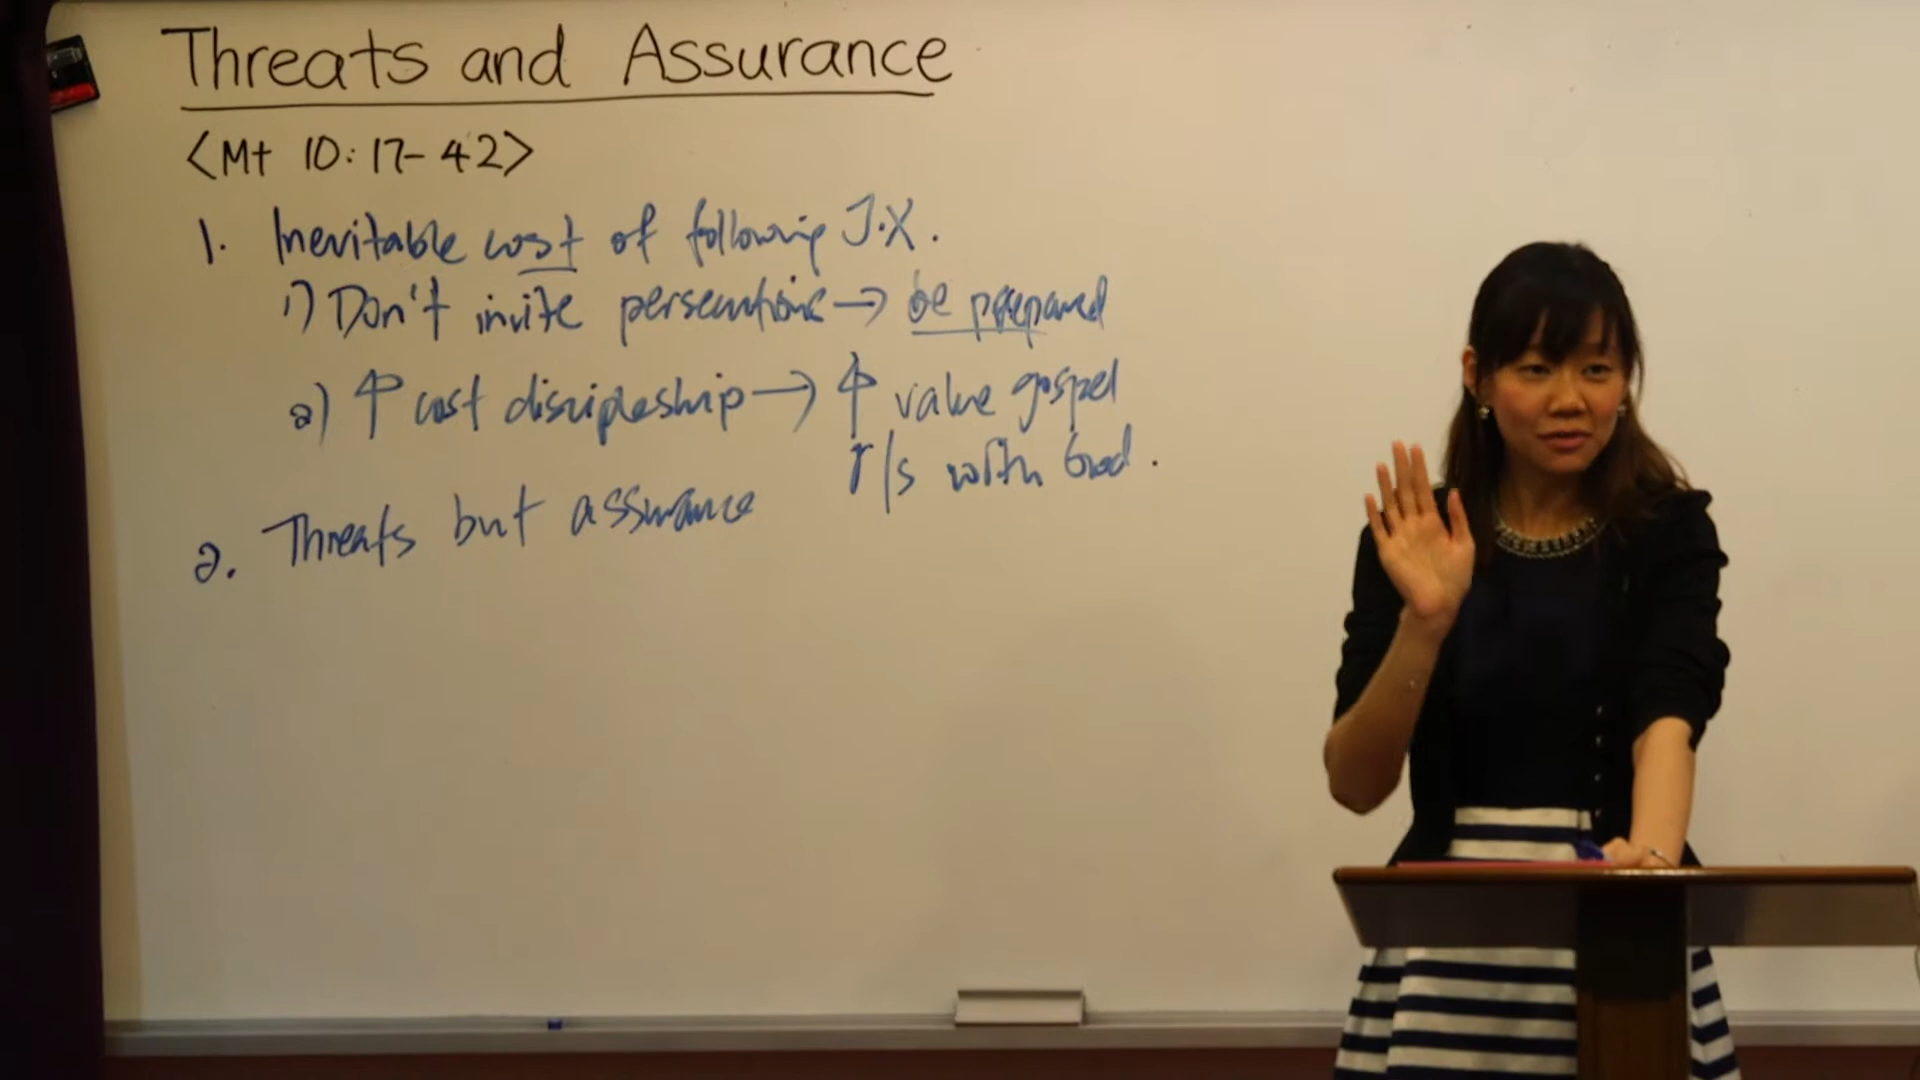 Threats and Assurance
<Mt 10:17-42>
1. Inevitable cost of following J.X.
1) Don't invite persecutions → be prepared
2) ↑ cost discipleship → ↑ value gospel
r/s with God.
2. Threats but assurance